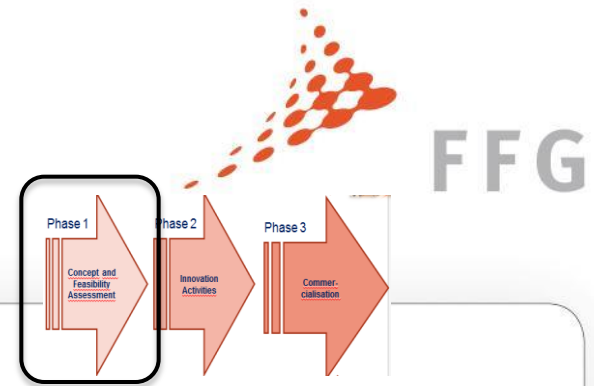 FFG
Phase 1
Phase 2
Phase 3
Concept and
Feasibility
Assessment
Innovation
Activities
Commer-
cialisation